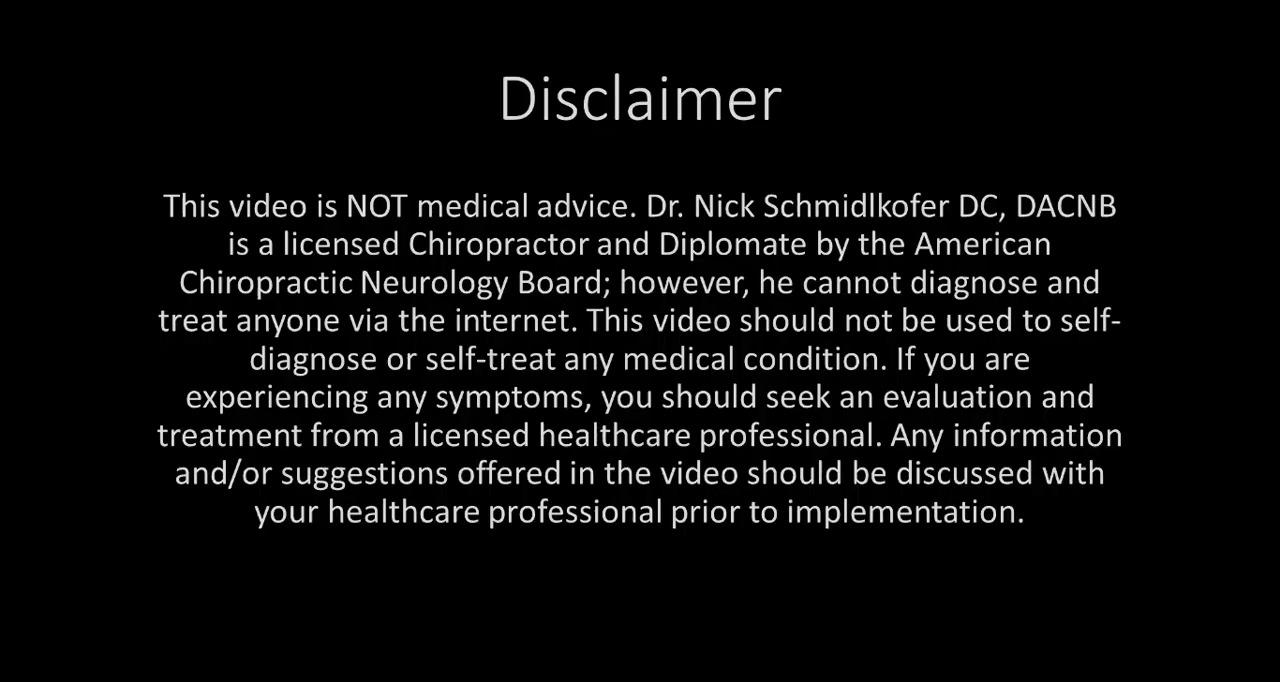 Disclaimer
This video is NOT medical advice. Dr. Nick Schmidlkofer DC, DACNB
is a licensed Chiropractor and Diplomate by the American
Chiropractic Neurology Board; however, he cannot diagnose and
treat anyone via the internet. This video should not be used to self-
diagnose or self-treat any medical condition. If you are
experiencing any symptoms, you should seek an evaluation and
treatment from a licensed healthcare professional. Any information
and/or suggestions offered in the video should be discussed with
your healthcare professional prior to implementation.